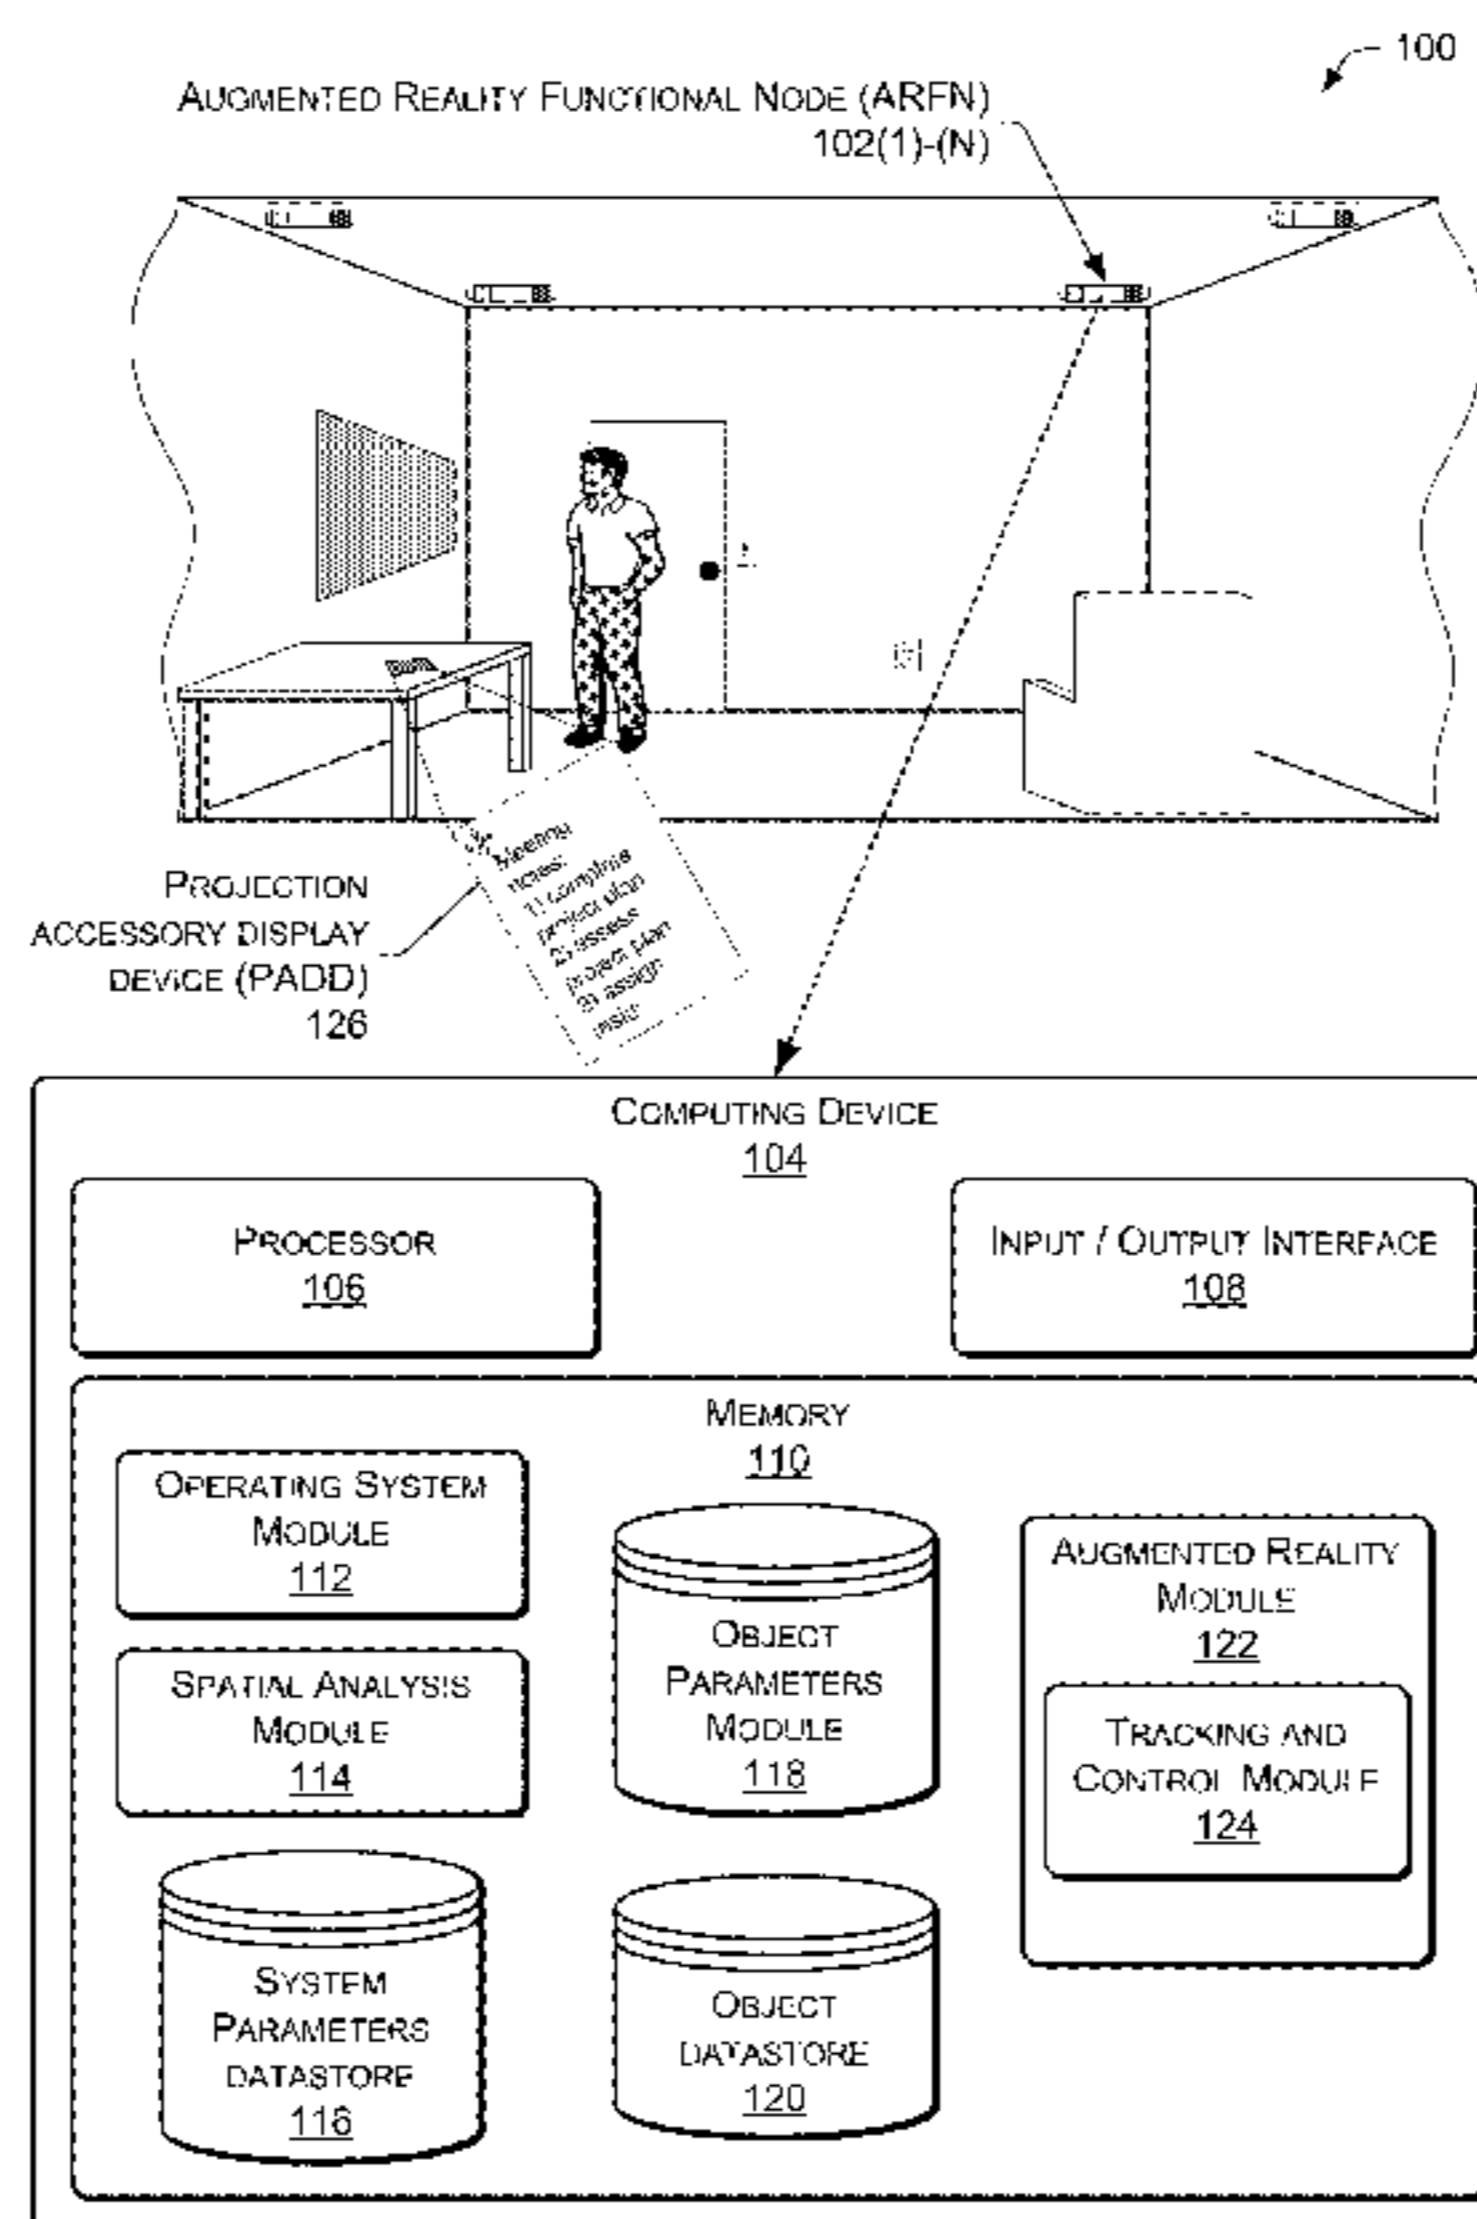 100
AUGMENTED REALITY FUNCTIONAL NODE (ARFN)
102(1)-(N)
Meeting
notes:
1) complete
project plan
2) assess
project plan
3) assign
PROJECTION
ACCESSORY DISPLAY
DEVICE (PADD)
126
COMPUTING DEVICE
104
PROCESSOR
106
INPUT / OUTPUT INTERFACE
108
MEMORY
110
OPERATING SYSTEM
MODULE
112
SPATIAL ANALYSIS
MODULE
114
SYSTEM
PARAMETERS
DATASTORE
116
OBJECT
PARAMETERS
MODULE
118
OBJECT
DATASTORE
120
AUGMENTED REALITY
MODULE
122
TRACKING AND
CONTROL MODULE
124